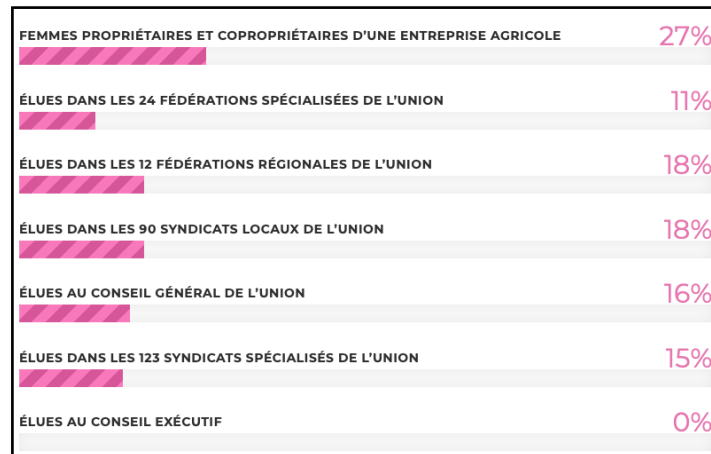 FEMMES PROPRIÉTAIRES ET COPROPRIÉTAIRES D'UNE ENTREPRISE AGRICOLE 27%
ÉLUES DANS LES 24 FÉDÉRATIONS SPÉCIALISÉES DE L'UNION 11%
ÉLUES DANS LES 12 FÉDÉRATIONS RÉGIONALES DE L'UNION 18%
ÉLUES DANS LES 90 SYNDICATS LOCAUX DE L'UNION 18%
ÉLUES AU CONSEIL GÉNÉRAL DE L'UNION 16%
ÉLUES DANS LES 123 SYNDICATS SPÉCIALISÉS DE L'UNION 15%
ÉLUES AU CONSEIL EXÉCUTIF 0%